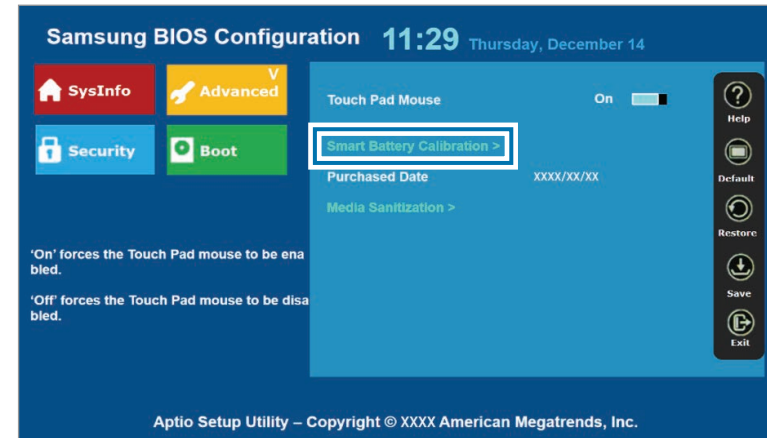 Samsung BIOS Configuration 11:29 Thursday, December 14
SysInfo
V
Advanced
Security
Boot
Touch Pad Mouse On
Smart Battery Calibration >
Purchased Date XXXX/XX/XX
Media Sanitization >
'On' forces the Touch Pad mouse to be ena
bled.
'Off' forces the Touch Pad mouse to be disa
bled.
?
Help
Default
Restore
Save
Exit
Aptio Setup Utility – Copyright © XXXX American Megatrends, Inc.